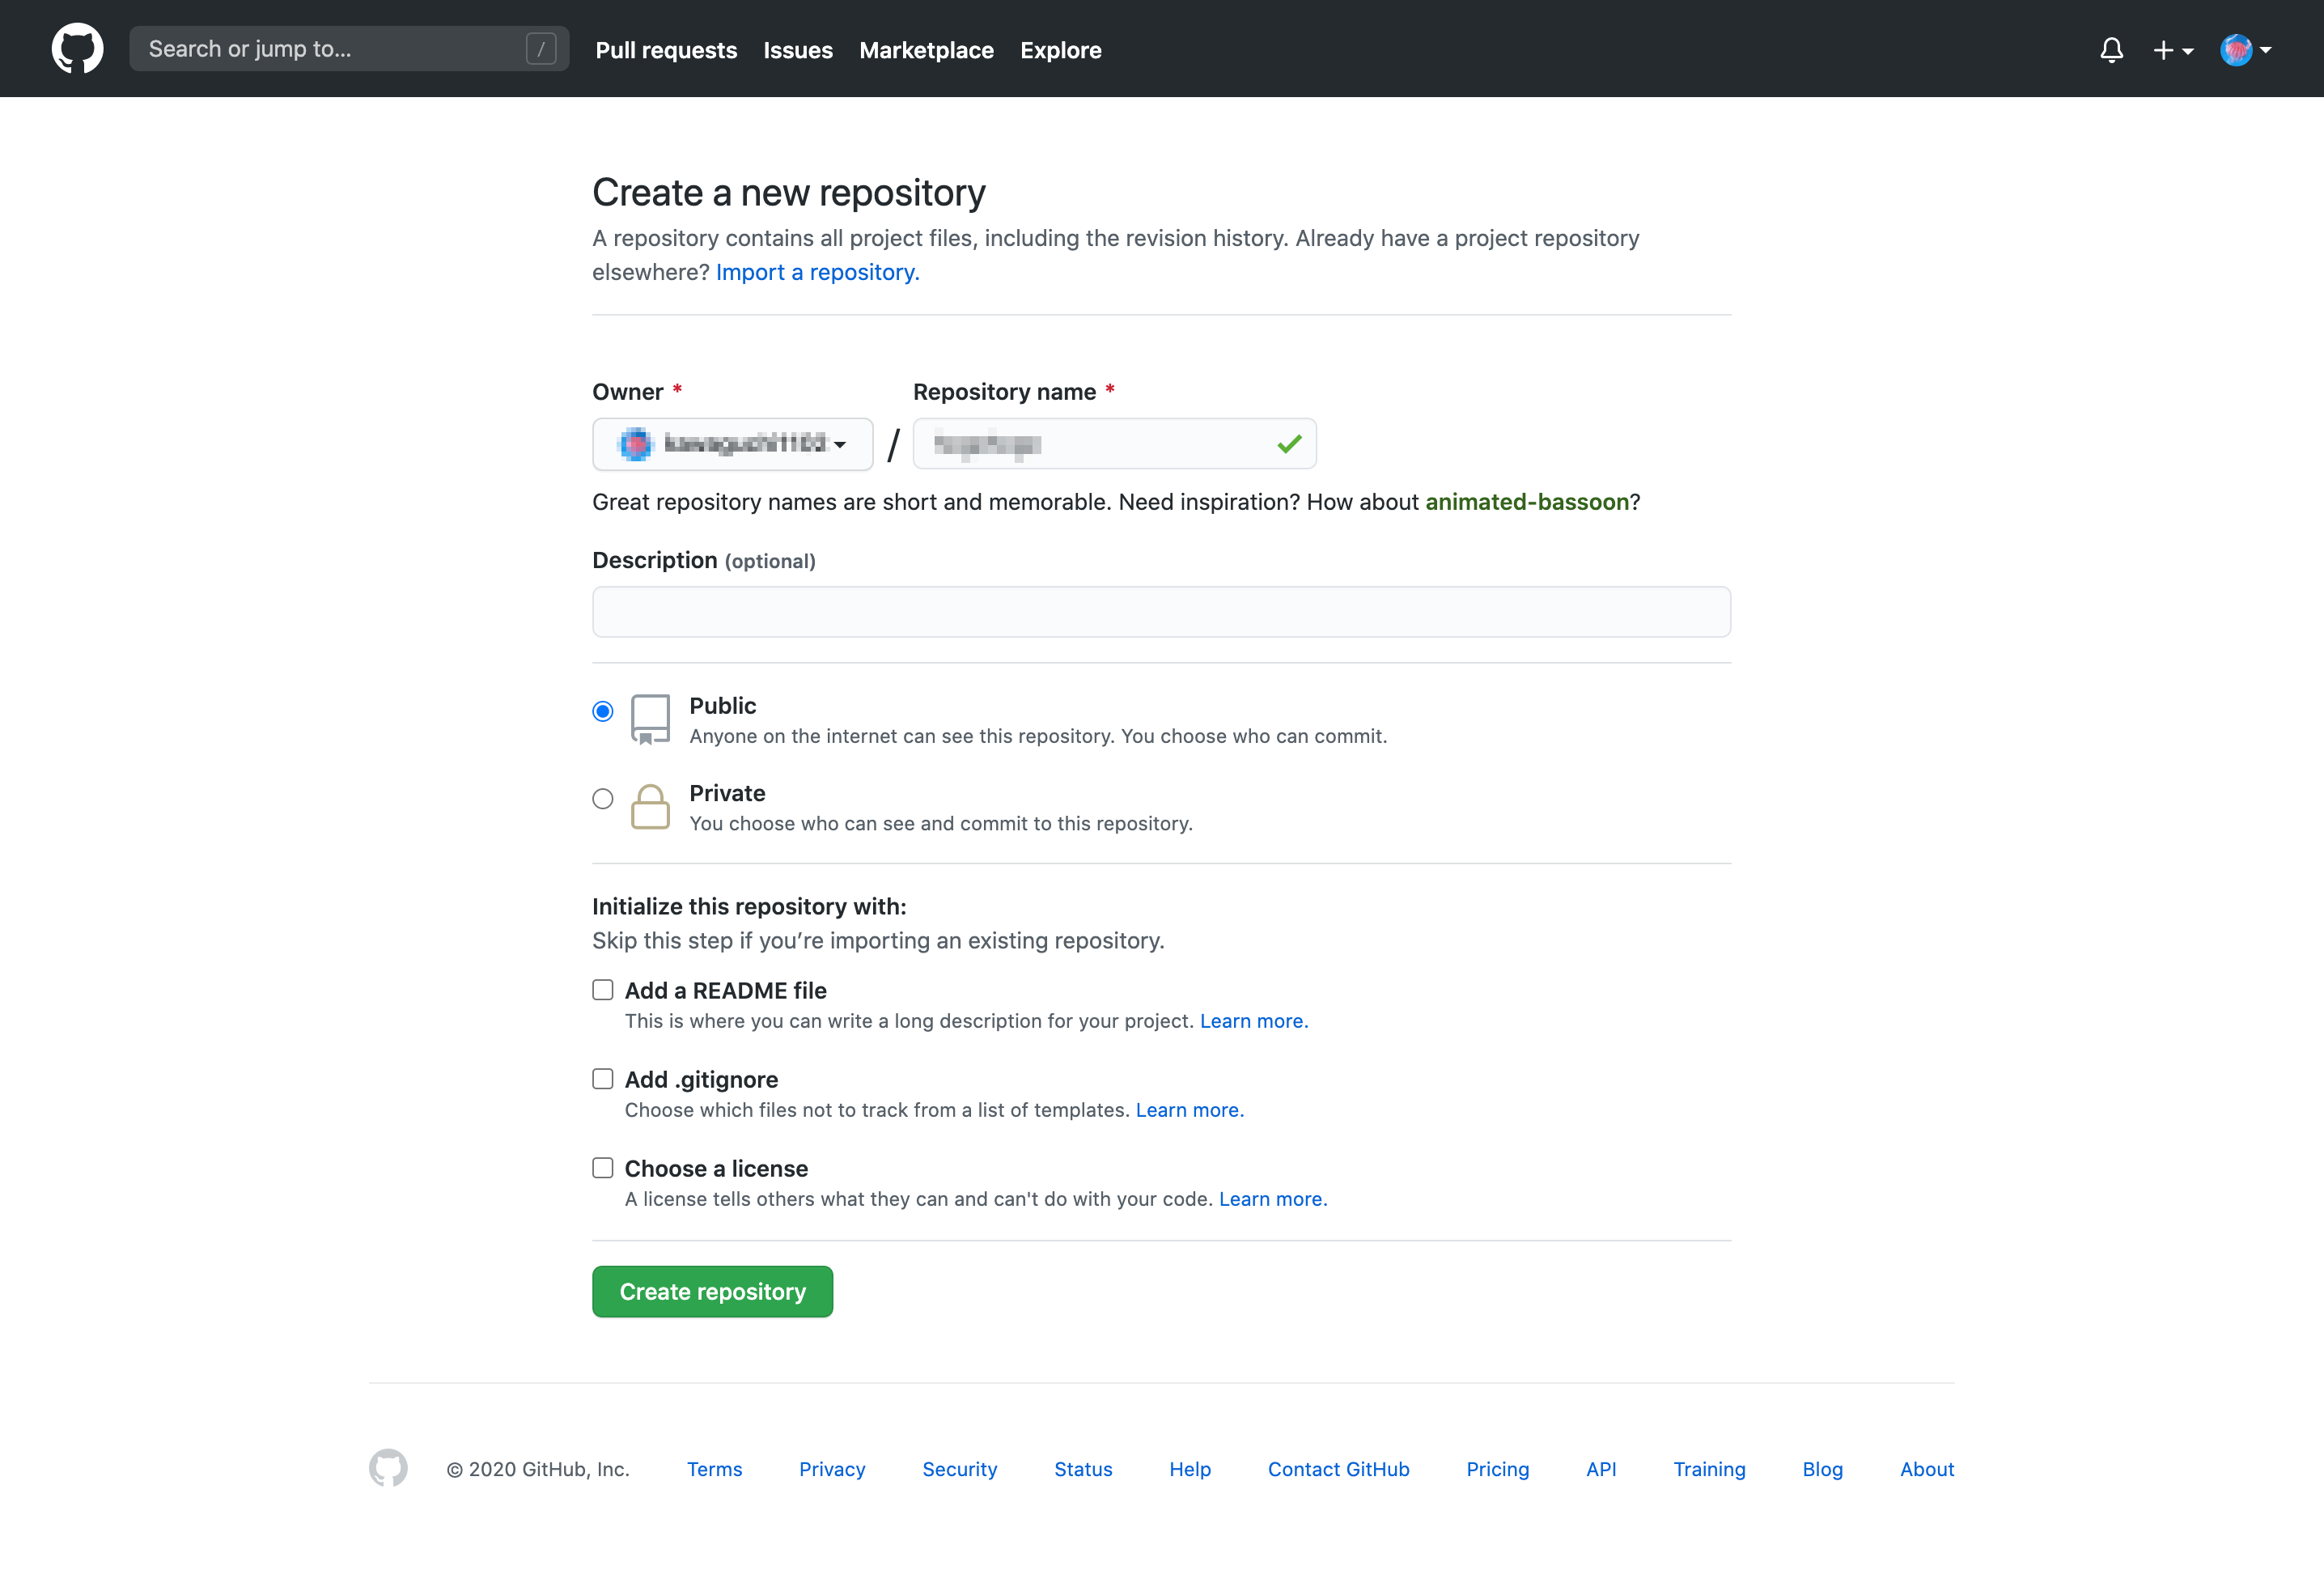 Search or jump to... /
Pull requests Issues Marketplace Explore
Create a new repository
A repository contains all project files, including the revision history. Already have a project repository
elsewhere? Import a repository.
Owner * Repository name *
/
Great repository names are short and memorable. Need inspiration? How about animated-bassoon?
Description (optional)
Public
Anyone on the internet can see this repository. You choose who can commit.
Private
You choose who can see and commit to this repository.
Initialize this repository with:
Skip this step if you’re importing an existing repository.
Add a README file
This is where you can write a long description for your project. Learn more.
Add .gitignore
Choose which files not to track from a list of templates. Learn more.
Choose a license
A license tells others what they can and can't do with your code. Learn more.
Create repository
© 2020 GitHub, Inc. Terms Privacy Security Status Help Contact GitHub Pricing API Training Blog About